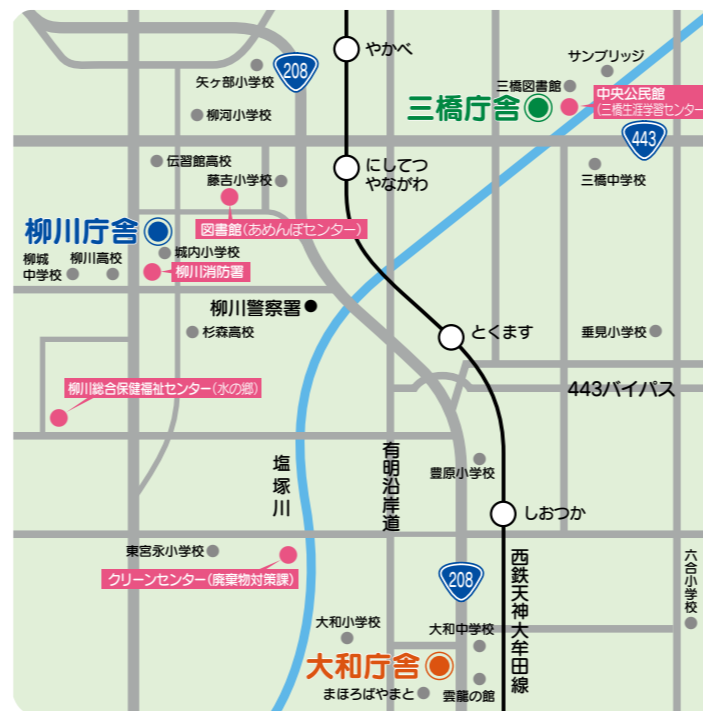 やかべ
サンブリッジ
208
矢ヶ部小学校
三橋図書館
中央公民館
(三橋生涯学習センター
三橋庁舎
柳河小学校
443
伝習館高校
にしてつ
やながわ
藤吉小学校
三橋中学校
図書館(あめんぼセンター)
柳川庁舎
城内小学校
柳城
中学校
柳川高校
柳川消防署
柳川警察署
杉森高校
とくます
垂見小学校
柳川総合保健福祉センター(水の郷)
443バイパス
塩塚川
有明沿岸道
豊原小学校
しおつか
東宮永小学校
クリーンセンター(廃棄物対策課)
208
西鉄天神大牟田線
六合小学校
大和小学校
大和中学校
大和庁舎
まほろばやまと
雲龍の館